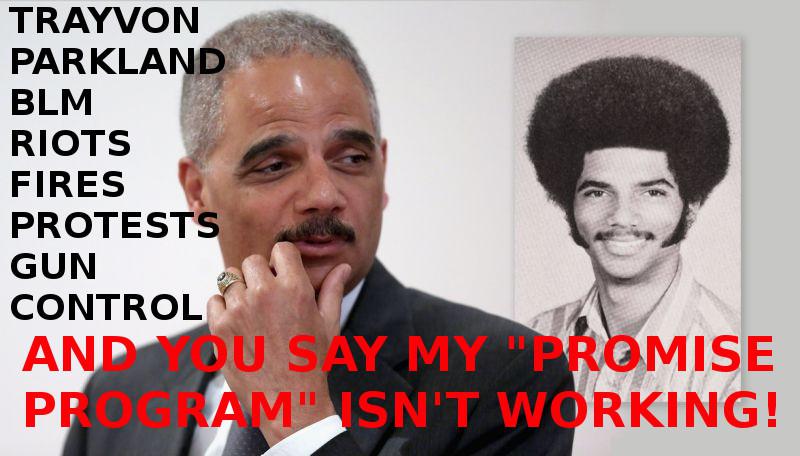 TRAYVON
PARKLAND
BLM
RIOTS
FIRES
PROTESTS
GUN
CONTROL
AND YOU SAY MY "PROMISE
PROGRAM" ISN'T WORKING!